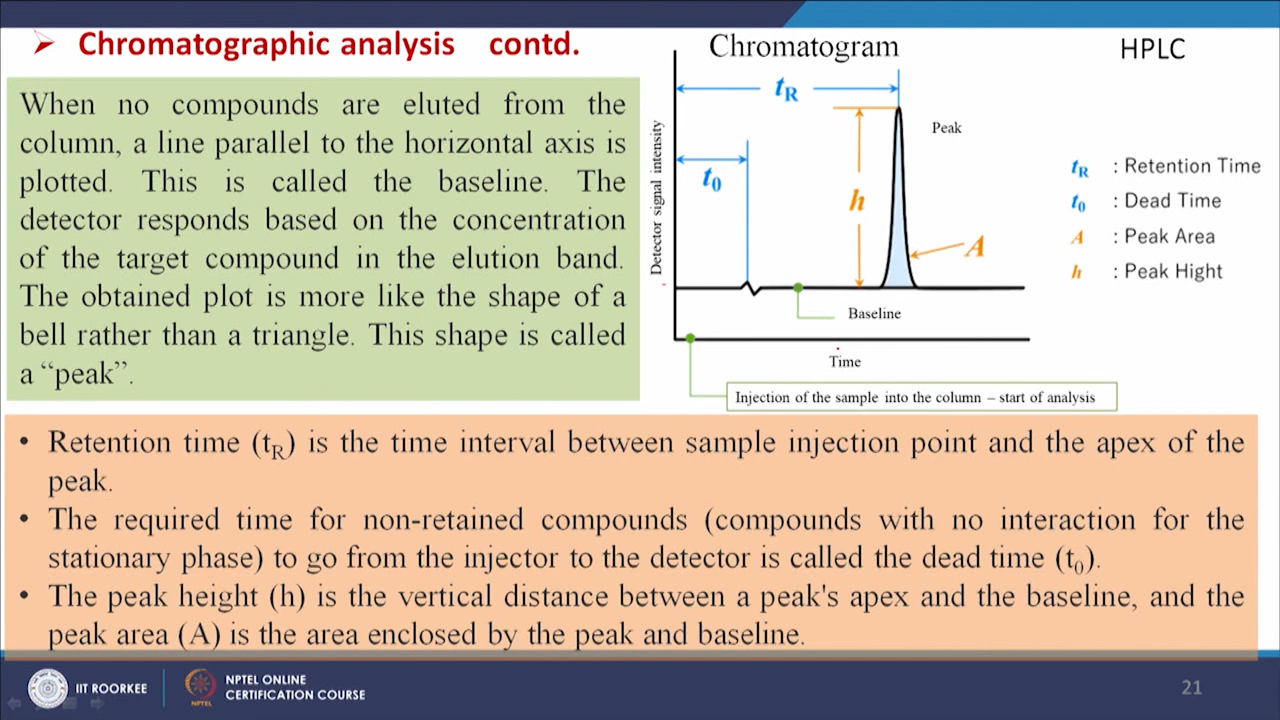 ➢ Chromatographic analysis contd.
When no compounds are eluted from the
column, a line parallel to the horizontal axis is
plotted. This is called the baseline. The
detector responds based on the concentration
of the target compound in the elution band.
The obtained plot is more like the shape of a
bell rather than a triangle. This shape is called
a “peak”.
Chromatogram
HPLC
tR
t0
h
A
Peak
Detector signal intensity
Baseline
Time
Injection of the sample into the column – start of analysis
tR : Retention Time
t0 : Dead Time
A : Peak Area
h : Peak Hight
• Retention time (tR) is the time interval between sample injection point and the apex of the
peak.
• The required time for non-retained compounds (compounds with no interaction for the
stationary phase) to go from the injector to the detector is called the dead time (t0).
• The peak height (h) is the vertical distance between a peak's apex and the baseline, and the
peak area (A) is the area enclosed by the peak and baseline.
IIT ROORKEE
NPTEL
NPTEL ONLINE
CERTIFICATION COURSE
21